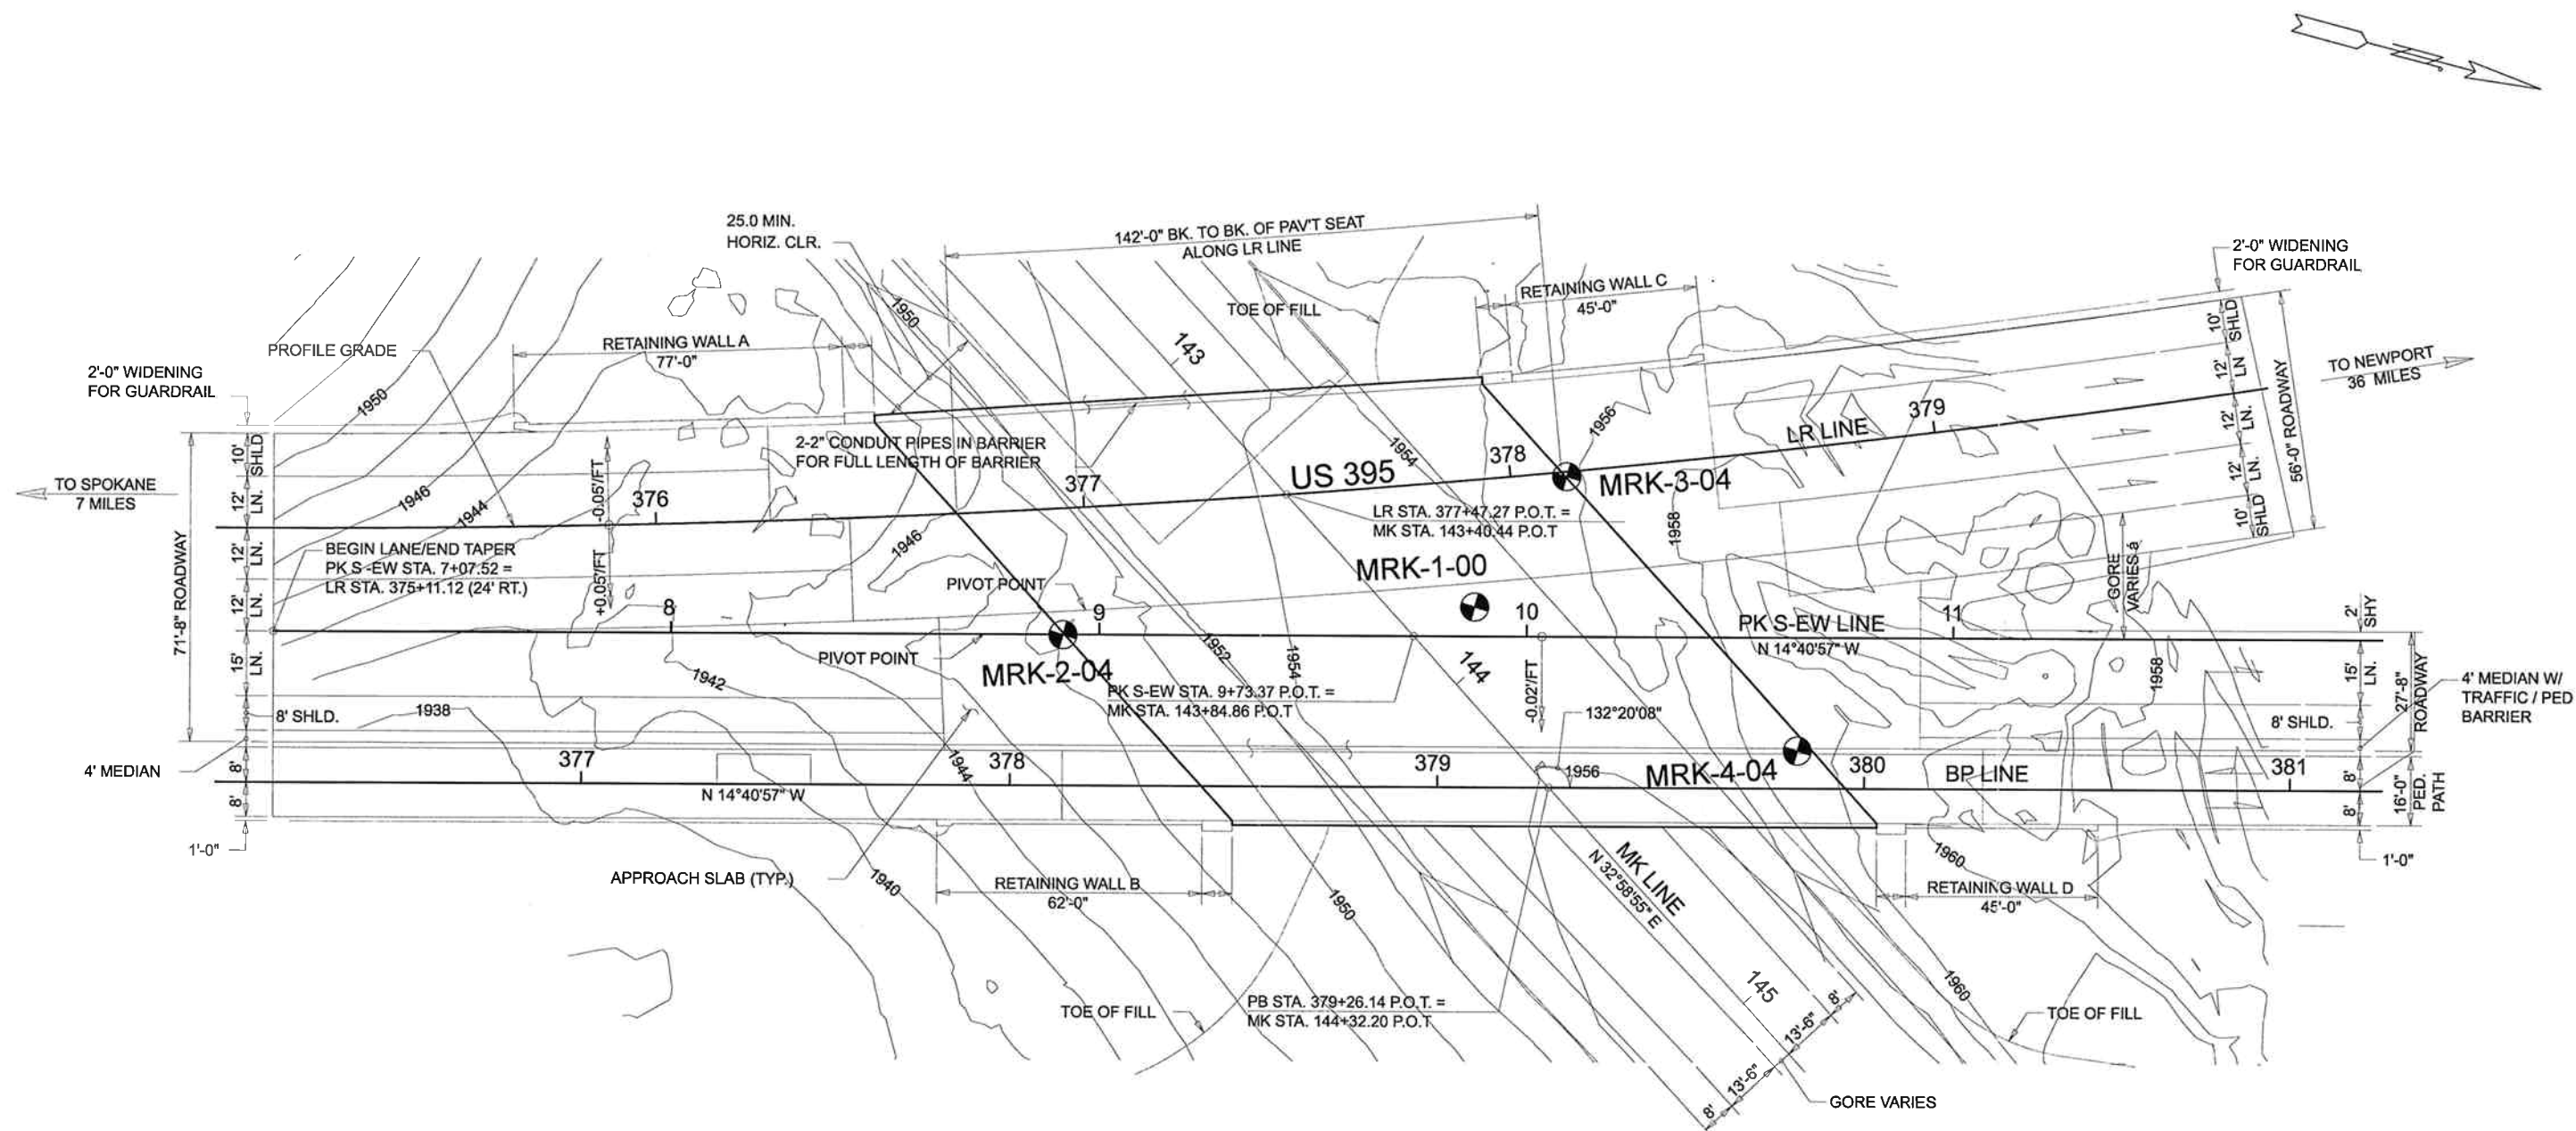 25.0 MIN.
HORIZ. CLR.
142'-0" BK. TO BK. OF PAV'T SEAT
ALONG LR LINE
2'-0" WIDENING
FOR GUARDRAIL
RETAINING WALL C
45'-0"
TOE OF FILL
1950
143
PROFILE GRADE
RETAINING WALL A
77'-0"
10'
SHLD
12'
LN
12'
LN.
12'
LN.
10'
SHLD
56'-0" ROADWAY
TO NEWPORT
36 MILES
2'-0" WIDENING
FOR GUARDRAIL
1950
1956
379
LR LINE
2-2" CONDUIT PIPES IN BARRIER
FOR FULL LENGTH OF BARRIER
1954
378
10'
SHLD
12'
LN.
12'
LN.
12'
LN.
15'
LN.
71'-8" ROADWAY
TO SPOKANE
7 MILES
1946
1944
-0.05'/FT
376
377
US 395
MRK-3-04
LR STA. 377+47.27 P.O.T. =
MK STA. 143+40.44 P.O.T
1958
BEGIN LANE/END TAPER
PK S -EW STA. 7+07.52 =
LR STA. 375+11.12 (24' RT.)
+0.05'/FT
1946
PIVOT POINT
MRK-1-00
GORE
VARIES á
8
9
10
11
PK S-EW LINE
N 14°40'57" W
2'
SHY
PIVOT POINT
MRK-2-04
1952
1954
144
1942
1958
15'
LN.
27'-8"
ROADWAY
4' MEDIAN W/
TRAFFIC / PED
BARRIER
PK S-EW STA. 9+73.37 P.O.T. =
MK STA. 143+84.86 P.O.T
-0.02'/FT
132°20'08"
8' SHLD.
1938
8' SHLD.
4' MEDIAN
8'
8'
377
378
379
1956
MRK-4-04
380
BP LINE
381
8'
8'
16'-0"
PED.
PATH
N 14°40'57" W
1944
1'-0"
1'-0"
APPROACH SLAB (TYP.)
1940
RETAINING WALL B
62'-0"
1950
MK LINE
N 32°58'55" E
1960
RETAINING WALL D
45'-0"
TOE OF FILL
PB STA. 379+26.14 P.O.T. =
MK STA. 144+32.20 P.O.T
145
1960
TOE OF FILL
8'
13'-6"
13'-6"
8'
GORE VARIES